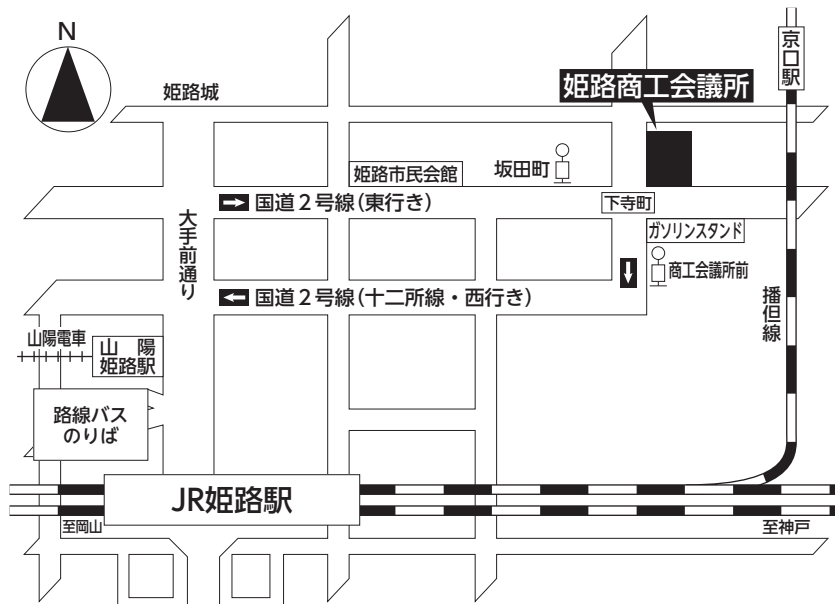 N
京口駅
姫路城
姫路商工会議所
姫路市民会館
坂田町
国道２号線(東行き)
下寺町
大手前通り
ガソリンスタンド
商工会議所前
国道２号線(十二所線・西行き)
播但線
山陽電車
山陽
姫路駅
路線バス
のりば
JR姫路駅
至岡山
至神戸